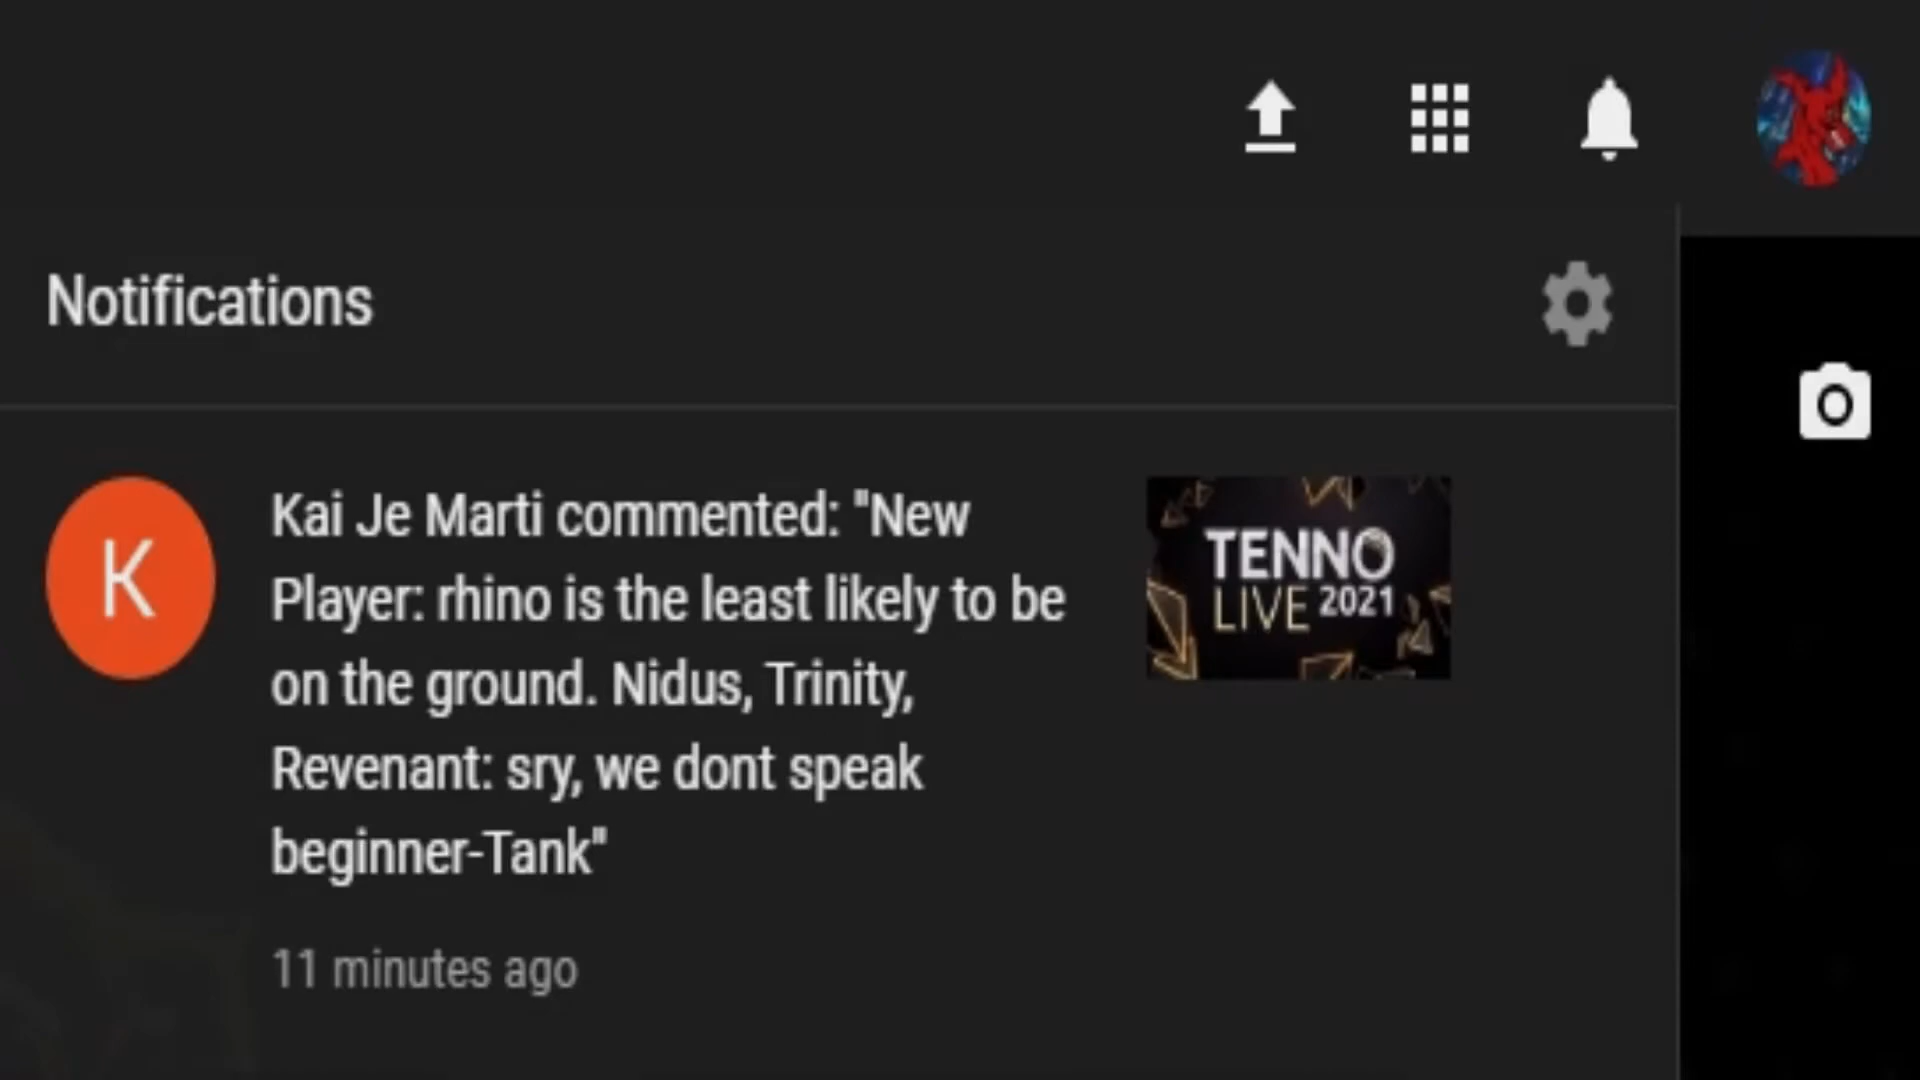 Notifications
K
Kai Je Marti commented: "New
Player: rhino is the least likely to be
on the ground. Nidus, Trinity,
Revenant: sry, we dont speak
beginner-Tank"
11 minutes ago
TENNO
LIVE 2021